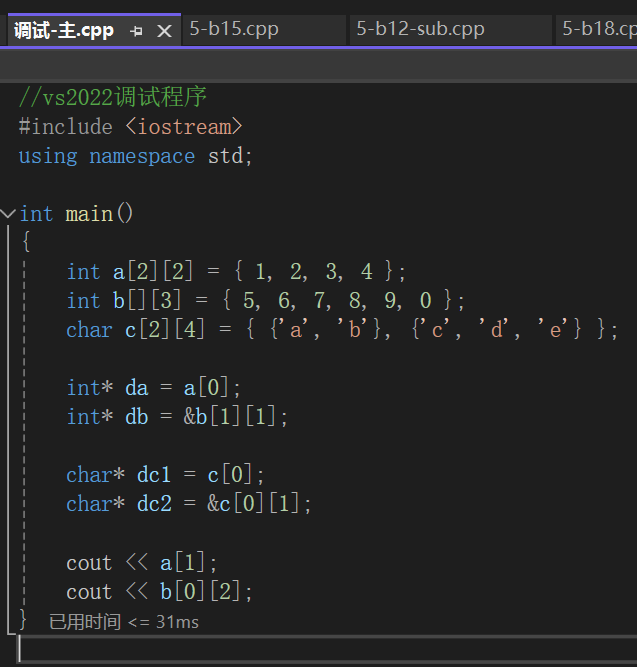 调试-主.cpp 5-b15.cpp 5-b12-sub.cpp 5-b18.cp
//vs2022调试程序
#include <iostream>
using namespace std;
int main()
{
int a[2][2] = { 1, 2, 3, 4 };
int b[][3] = { 5, 6, 7, 8, 9, 0 };
char c[2][4] = { {'a', 'b'}, {'c', 'd', 'e'} };
int* da = a[0];
int* db = &b[1][1];
char* dc1 = c[0];
char* dc2 = &c[0][1];
cout << a[1];
cout << b[0][2];
} 已用时间 <= 31ms